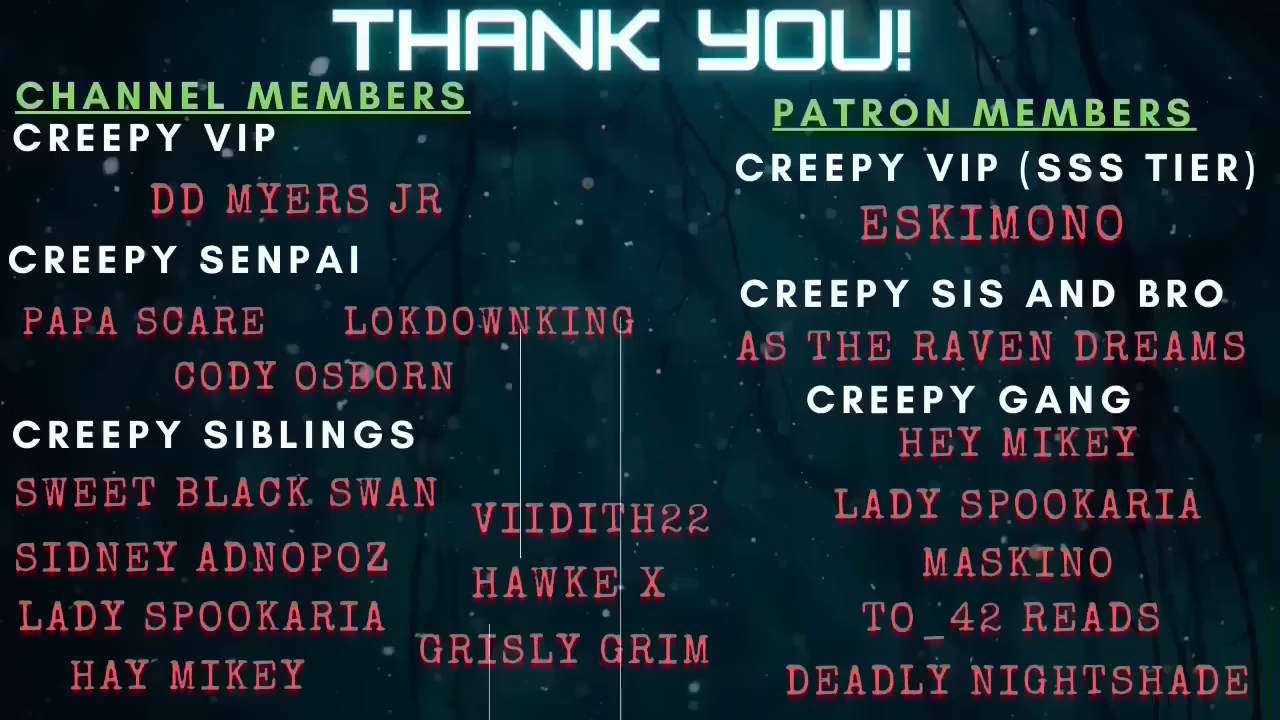 THANK YOU!
CHANNEL MEMBERS
CREEPY VIP
DD MYERS JR
CREEPY SENPAI
PAPA SCARE LOKDOWNKING
CODY OSBORN
CREEPY SIBLINGS
SWEET BLACK SWAN
SIDNEY ADNOPOZ
LADY SPOOKARIA
HAY MIKEY
VIIDITH22
HAWKE X
GRISLY GRIM
PATRON MEMBERS
CREEPY VIP (SSS TIER)
ESKIMONO
CREEPY SIS AND BRO
AS THE RAVEN DREAMS
CREEPY GANG
HEY MIKEY
LADY SPOOKARIA
MASKINO
TO_42 READS
DEADLY NIGHTSHADE